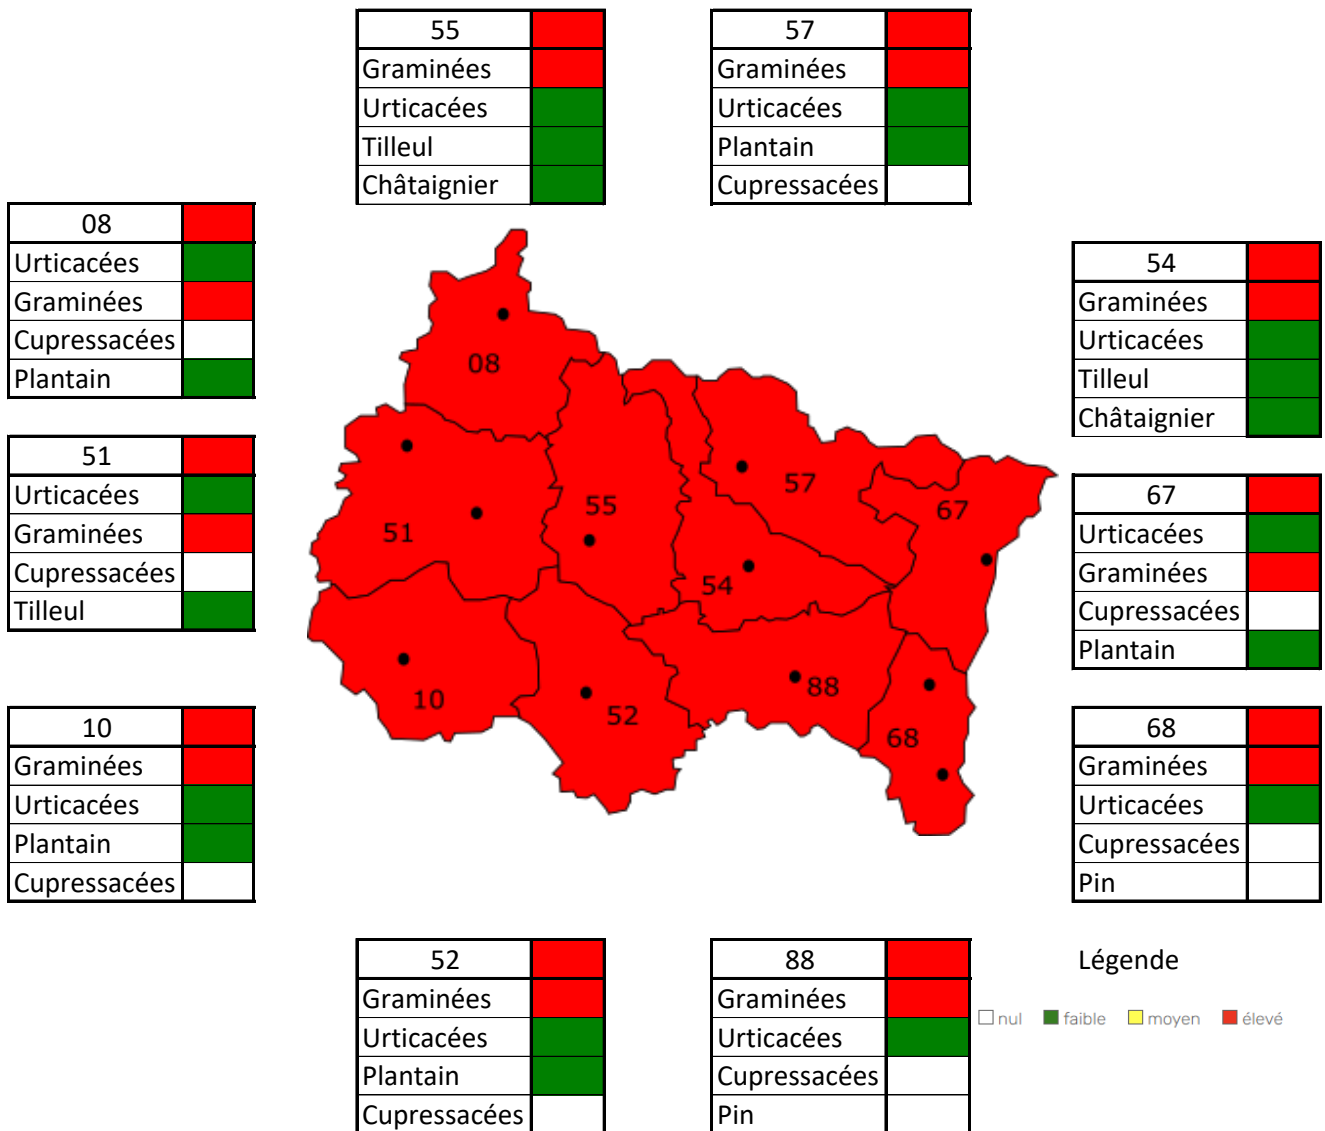 55
Graminées
Urticacées
Tilleul
Châtaignier
57
Graminées
Urticacées
Plantain
Cupressacées
08
Urticacées
Graminées
Cupressacées
Plantain
54
Graminées
Urticacées
Tilleul
Châtaignier
51
Urticacées
Graminées
Cupressacées
Tilleul
67
Urticacées
Graminées
Cupressacées
Plantain
08
57
55
67
51
54
88
10
52
68
10
Graminées
Urticacées
Plantain
Cupressacées
68
Graminées
Urticacées
Cupressacées
Pin
52
Graminées
Urticacées
Plantain
Cupressacées
88
Graminées
Urticacées
Cupressacées
Pin
Légende
nul faible moyen élevé